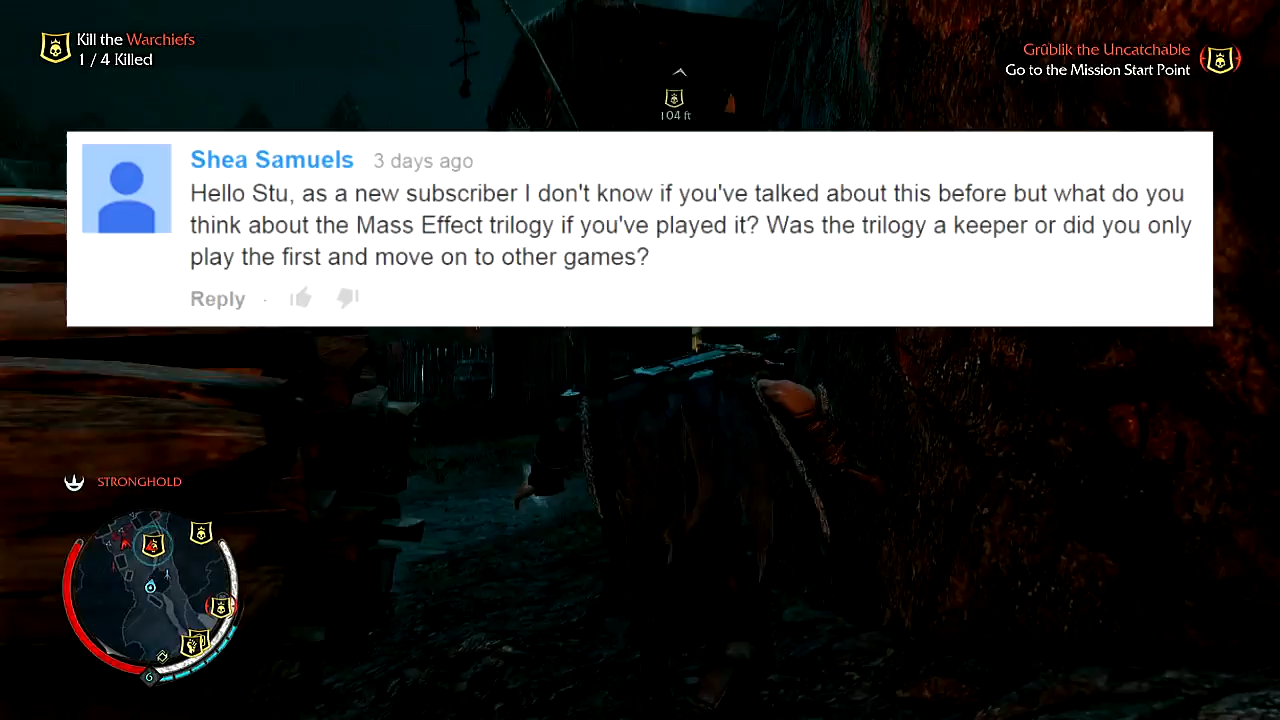 Kill the Warchiefs
1 / 4 Killed
Grûblik the Uncatchable
Go to the Mission Start Point
104 ft
Shea Samuels 3 days ago
Hello Stu, as a new subscriber I don't know if you've talked about this before but what do you
think about the Mass Effect trilogy if you've played it? Was the trilogy a keeper or did you only
play the first and move on to other games?
Reply ·
STRONGHOLD
6